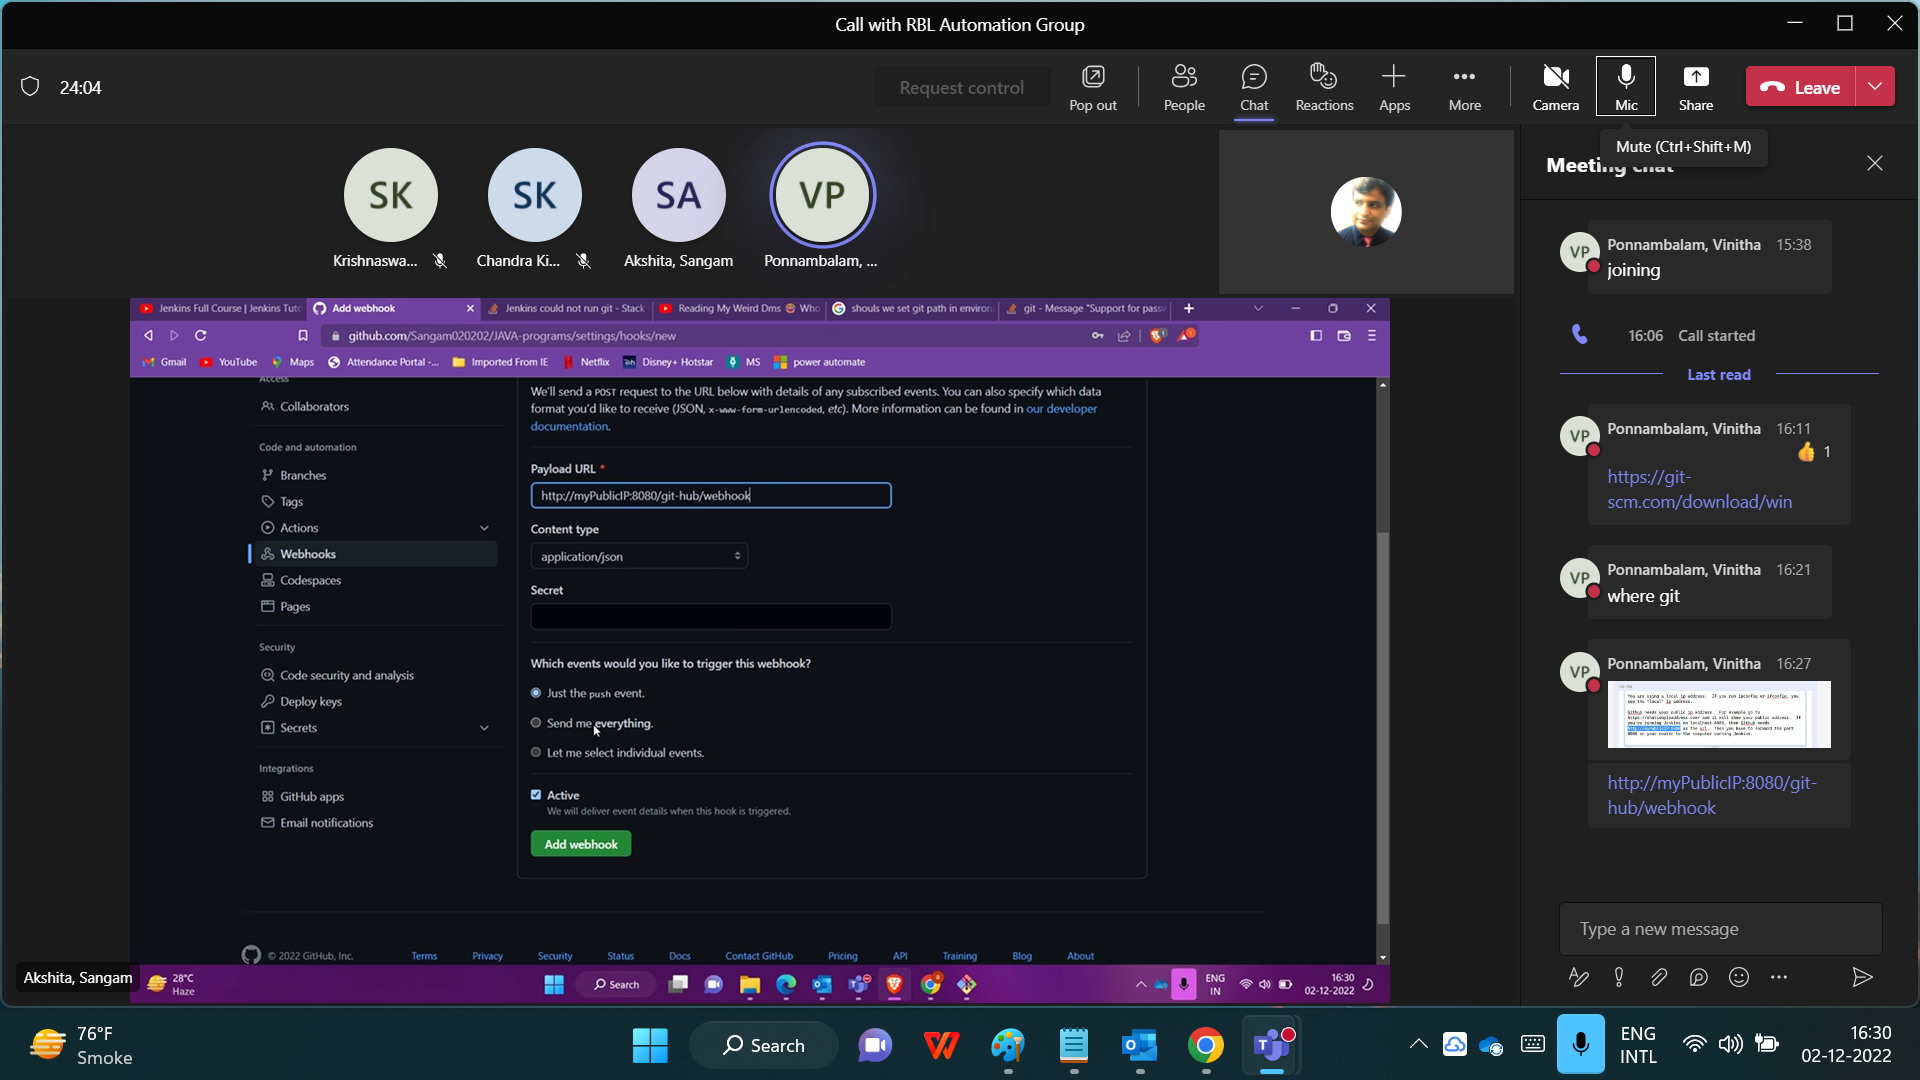 Call with RBL Automation Group
24:04
Request control
Pop out
People
Chat
Reactions
Apps
More
Camera
Mic
Share
Leave
Mute (Ctrl+Shift+M)
SK
SK
SA
VP
Krishnaswa...
Chandra Ki...
Akshita, Sangam
Ponnambalam, ...
Meeting chat
VP
Ponnambalam, Vinitha 15:38
joining
16:06 Call started
Last read
VP
Ponnambalam, Vinitha 16:11
1
https://git-
scm.com/download/win
VP
Ponnambalam, Vinitha 16:21
where git
VP
Ponnambalam, Vinitha 16:27
http://myPublicIP:8080/git-
hub/webhook
Type a new message
Jenkins Full Course | Jenkins Tuto
Add webhook
Jenkins could not run git - Stack
Reading My Weird Dms
Who
shouls we set git path in environ
git - Message "Support for passw
github.com/Sangam020202/JAVA-programs/settings/hooks/new
Gmail
YouTube
Maps
Attendance Portal -...
Imported From IE
Netflix
Disney+ Hotstar
MS
power automate
Access
Collaborators
Code and automation
Branches
Tags
Actions
Webhooks
Codespaces
Pages
Security
Code security and analysis
Deploy keys
Secrets
Integrations
GitHub apps
Email notifications
We'll send a POST request to the URL below with details of any subscribed events. You can also specify which data
format you'd like to receive (JSON, x-www-form-urlencoded, etc). More information can be found in our developer
documentation.
Payload URL *
http://myPublicIP:8080/git-hub/webhook
Content type
application/json
Secret
Which events would you like to trigger this webhook?
Just the push event.
Send me everything.
Let me select individual events.
Active
We will deliver event details when this hook is triggered.
Add webhook
© 2022 GitHub, Inc.
Terms
Privacy
Security
Status
Docs
Contact GitHub
Pricing
API
Training
Blog
About
Akshita, Sangam
28°C
Haze
Search
ENG
IN
16:30
02-12-2022
76°F
Smoke
Search
ENG
INTL
16:30
02-12-2022